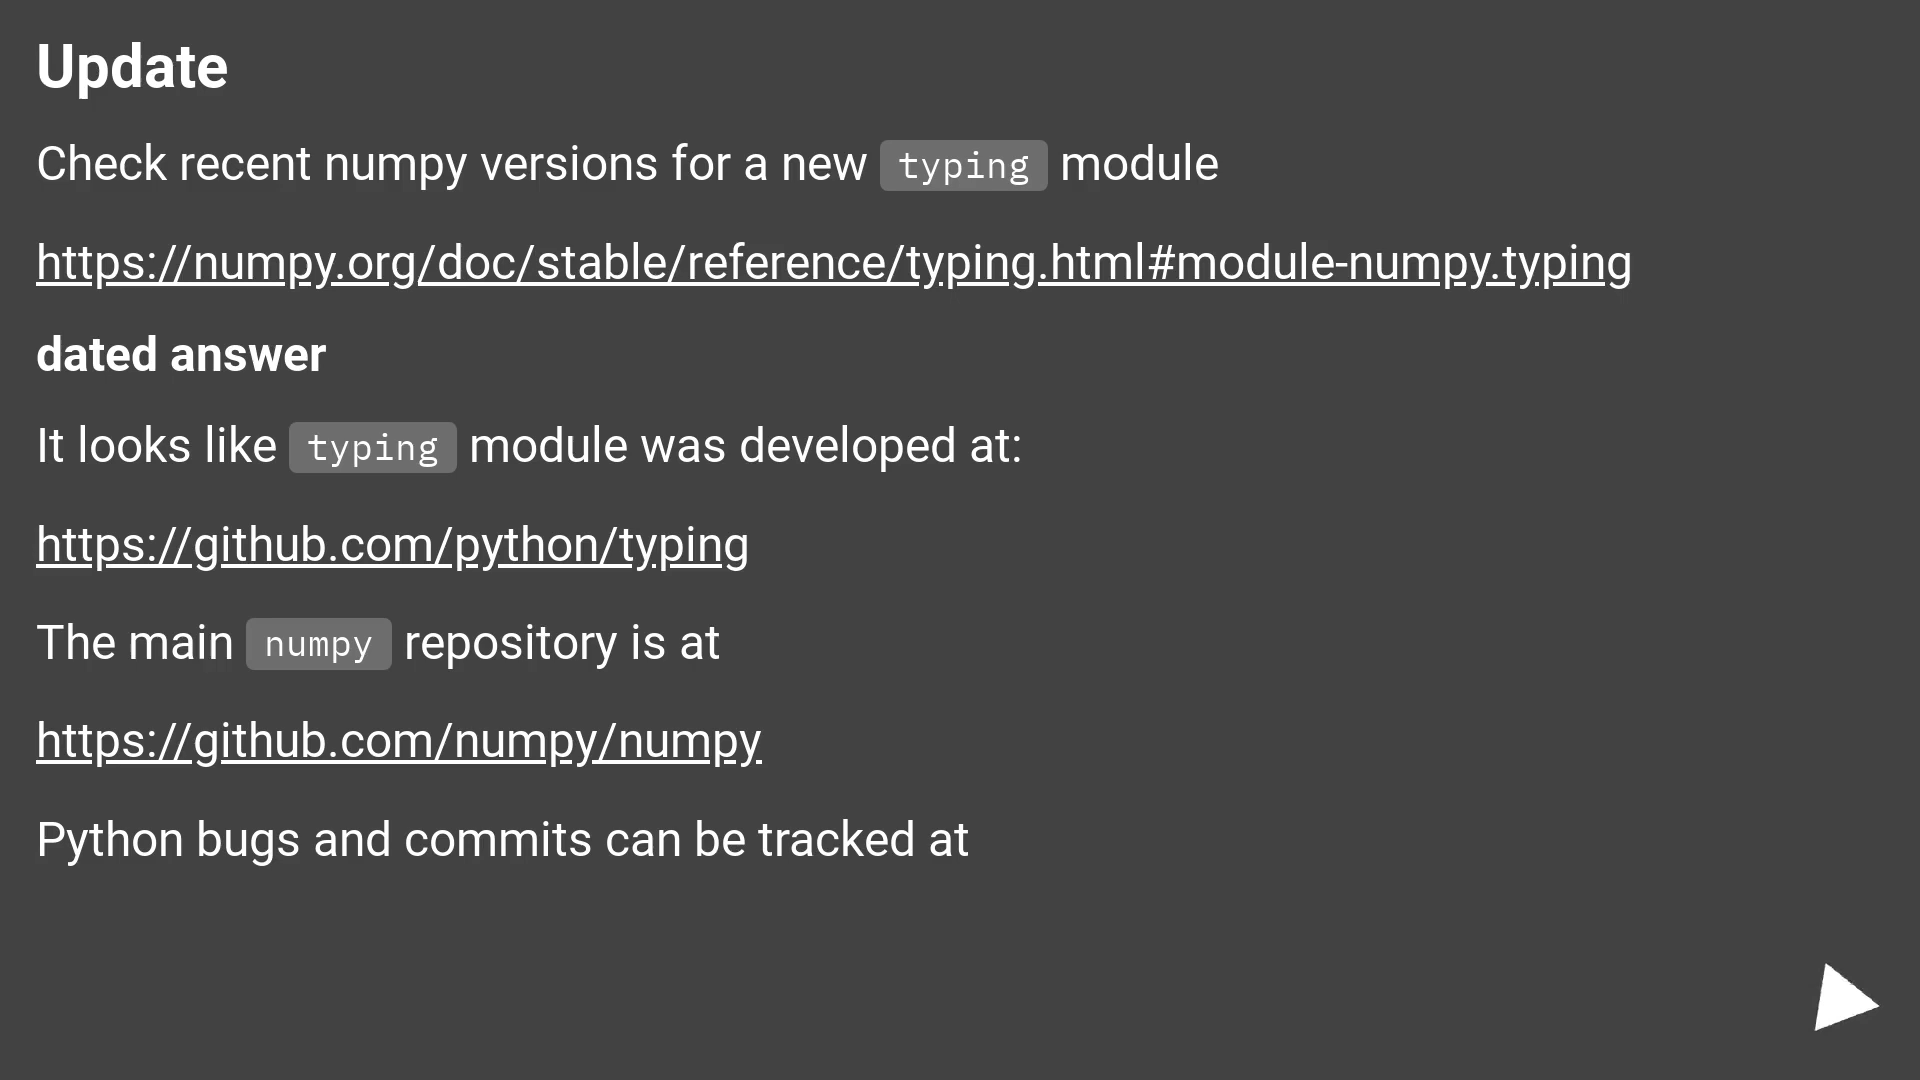 Update
Check recent numpy versions for a new typing module
https://numpy.org/doc/stable/reference/typing.html#module-numpy.typing
dated answer
It looks like typing module was developed at:
https://github.com/python/typing
The main numpy repository is at
https://github.com/numpy/numpy
Python bugs and commits can be tracked at